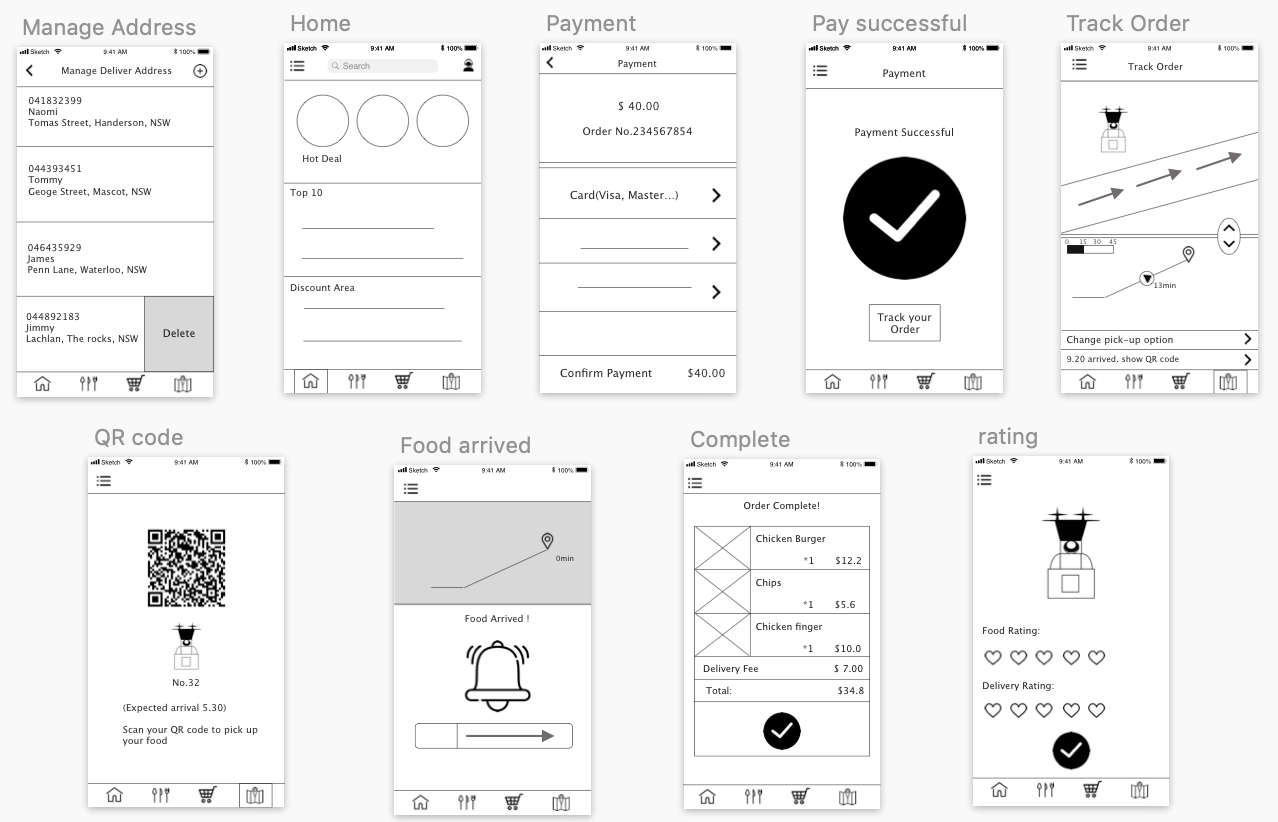 Manage Address
Sketch 9:41 AM 100%
Manage Deliver Address
041832399
Naomi
Tomas Street, Handerson, NSW
044393451
Tommy
Geoge Street, Mascot, NSW
046435929
James
Penn Lane, Waterloo, NSW
044892183
Jimmy
Lachlan, The rocks, NSW
Delete
Home
Sketch 9:41 AM 100%
Search
Hot Deal
Top 10
Discount Area
Payment
Sketch 9:41 AM 100%
Payment
$ 40.00
Order No.234567854
Card(Visa, Master...)
Confirm Payment $40.00
Pay successful
Sketch 9:41 AM 100%
Payment
Payment Successful
Track your
Order
Track Order
Sketch 9:41 AM 100%
Track Order
0 15 30 45
13min
Change pick-up option
9.20 arrived. show QR code
QR code
Sketch 9:41 AM 100%
No.32
(Expected arrival 5.30)
Scan your QR code to pick up
your food
Food arrived
Sketch 9:41 AM 100%
0min
Food Arrived !
Complete
Sketch 9:41 AM 100%
Order Complete!
Chicken Burger
*1 $12.2
Chips
*1 $5.6
Chicken finger
*1 $10.0
Delivery Fee $ 7.00
Total: $34.8
rating
Sketch 9:41 AM 100%
Food Rating:
Delivery Rating: